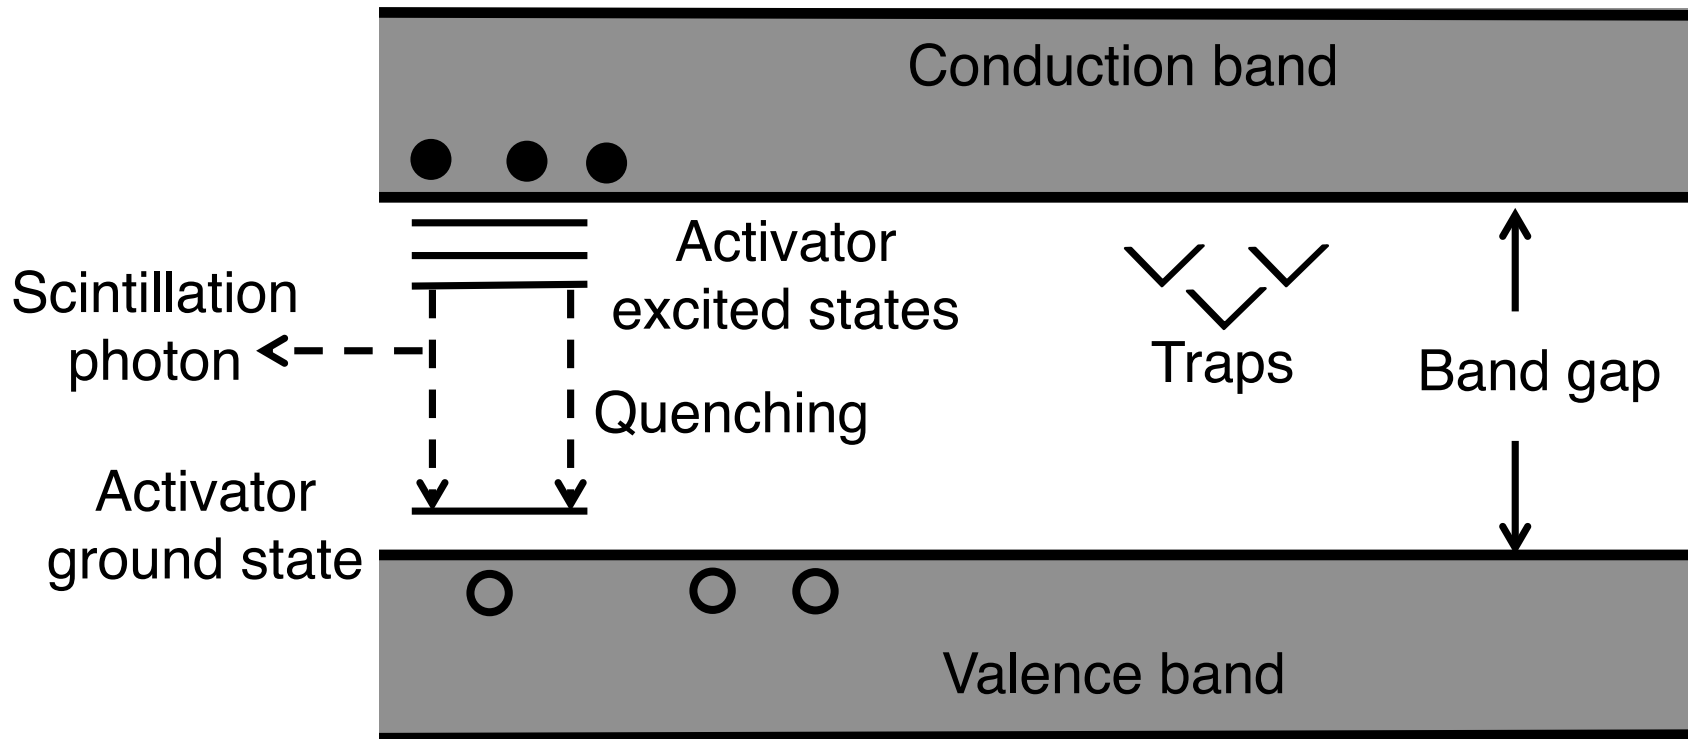 Conduction band
Activator
excited states
Scintillation
photon
Traps
Band gap
Quenching
Activator
ground state
Valence band